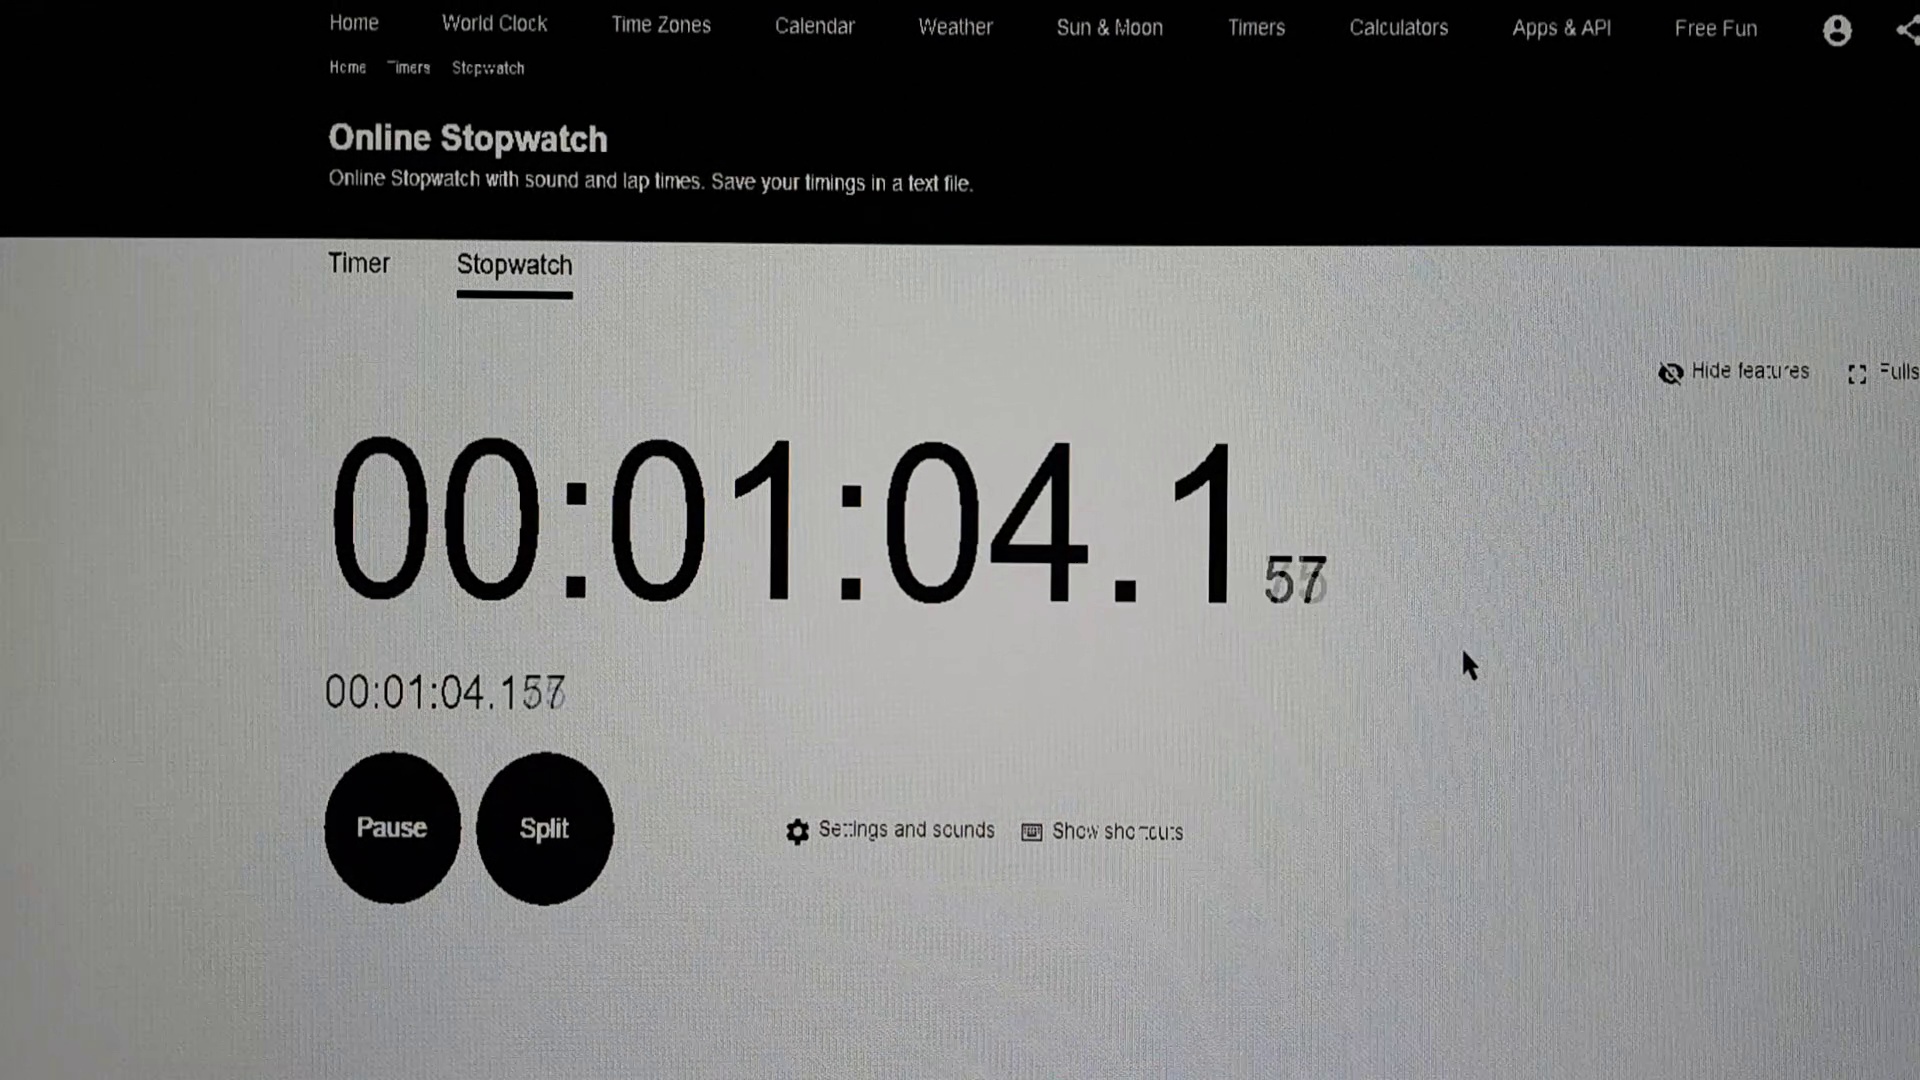 Home World Clock Time Zones Calendar Weather Sun & Moon Timers Calculators Apps & API Free Fun
Home Timers Stopwatch
Online Stopwatch
Online Stopwatch with sound and lap times. Save your timings in a text file.
Timer Stopwatch
Hide features Fulls
00:01:04.157
00:01:04.157
Pause Split Settings and sounds Show shortcuts